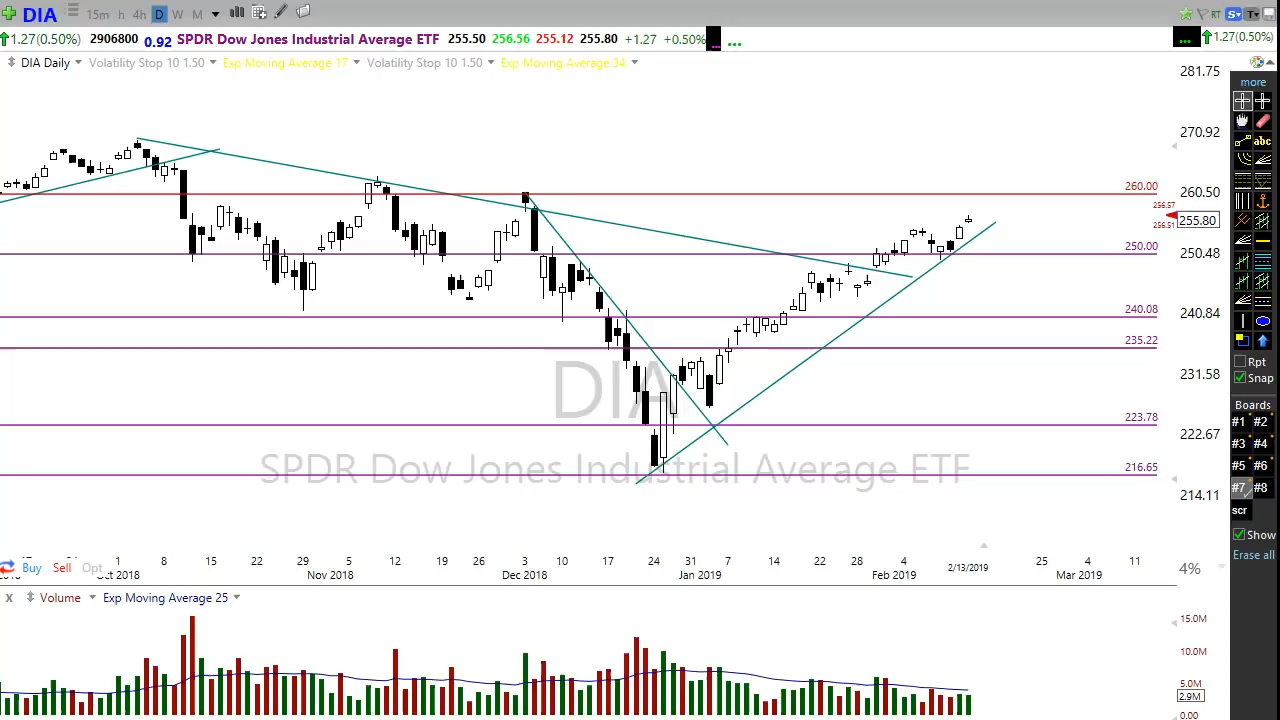 DIA 15m h 4h D W M RT S T
1.27(0.50%) 2906800 0.92 SPDR Dow Jones Industrial Average ETF 255.50 256.56 255.12 255.80 +1.27 +0.50% ... ... ... 1.27(0.50%)
DIA Daily Volatility Stop 10 1.50 Exp Moving Average 17 Volatility Stop 10 1.50 Exp Moving Average 34
281.75
more
270.92
abc
260.00 260.50
256.57
255.80
256.51
250.00 250.48
240.08 240.84
235.22
Rpt
231.58
Snap
DIA
Boards
223.78 #1 #2
222.67
#3 #4
SPDR Dow Jones Industrial Average ETF
216.65 #5 #6
214.11 #7 #8
scr
Show
Erase all
1 8 15 22 29 5 12 19 26 3 10 17 24 31 7 14 22 28 4 25 4 11
Buy Sell Opt 4%
2018 Oct 2018 Nov 2018 Dec 2018 Jan 2019 Feb 2019 2/13/2019 Mar 2019
x Volume Exp Moving Average 25
15.0M
10.0M
5.0M
2.9M
0.00